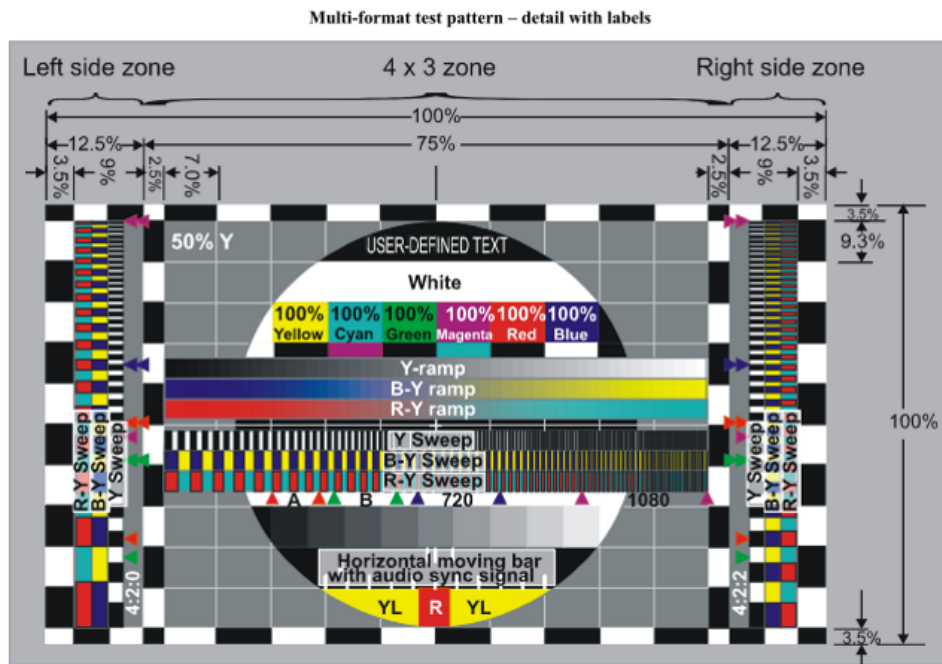 Multi-format test pattern – detail with labels
Left side zone
4 x 3 zone
Right side zone
100%
12.5%
75%
12.5%
3.5%
9%
2.5%
7.0%
2.5%
9%
3.5%
3.5%
9.3%
50% Y
USER-DEFINED TEXT
White
100% 100% 100% 100% 100% 100%
Yellow Cyan Green Magenta Red Blue
Y-ramp
B-Y ramp
R-Y ramp
100%
R-Y Sweep
B-Y Sweep
Y Sweep
Y Sweep
B-Y Sweep
R-Y Sweep
Y Sweep
B-Y Sweep
R-Y Sweep
A B 720 1080
Horizontal moving bar
with audio sync signal
4:2:0
4:2:2
YL R YL
3.5%